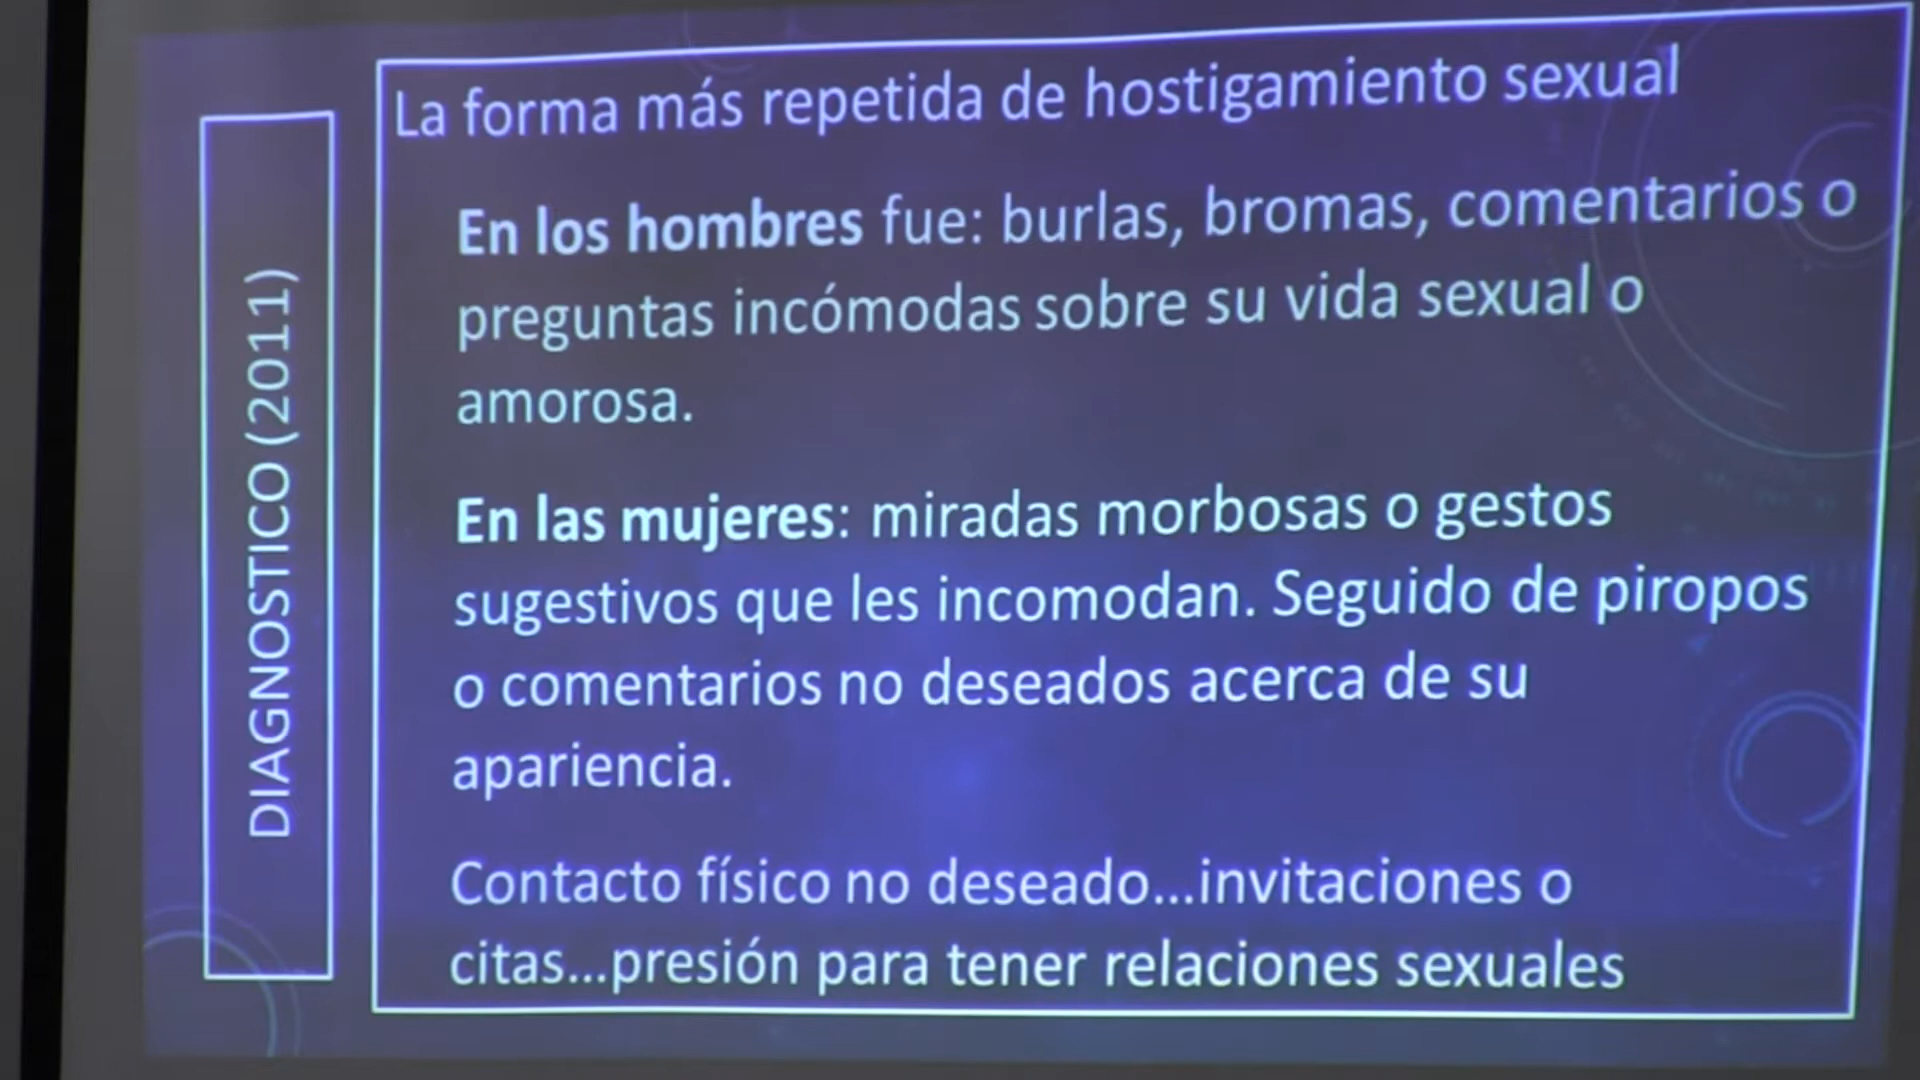 DIAGNOSTICO (2011)
La forma más repetida de hostigamiento sexual
En los hombres fue: burlas, bromas, comentarios o
preguntas incómodas sobre su vida sexual o
amorosa.
En las mujeres: miradas morbosas o gestos
sugestivos que les incomodan. Seguido de piropos
o comentarios no deseados acerca de su
apariencia.
Contacto físico no deseado...invitaciones o
citas...presión para tener relaciones sexuales